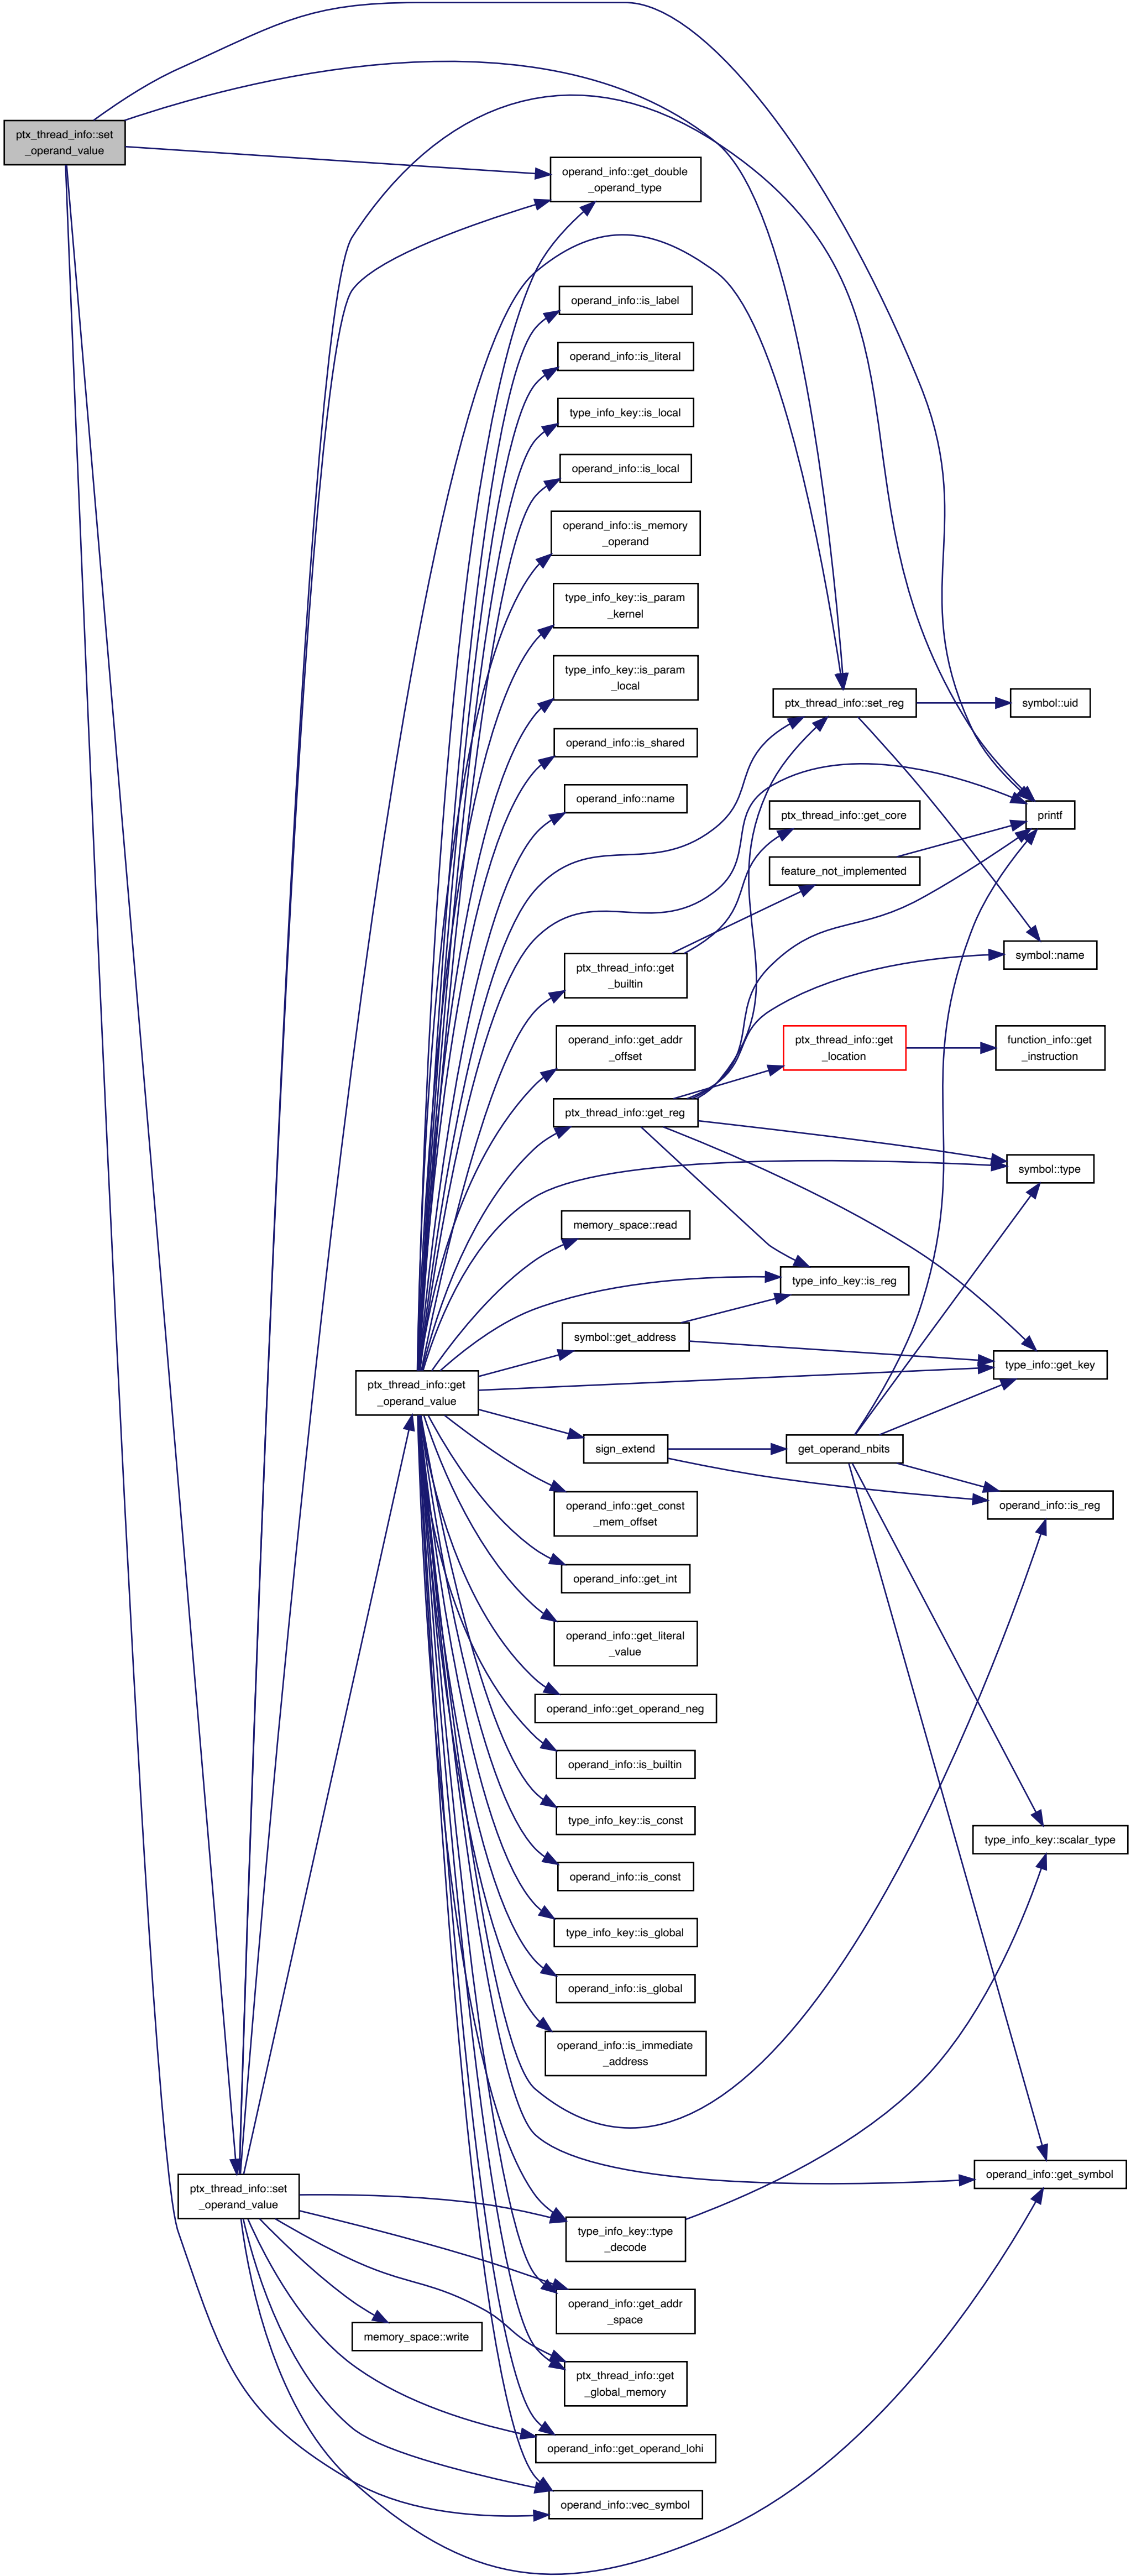 ptx_thread_info::set
_operand_value
operand_info::get_double
_operand_type
operand_info::is_label
operand_info::is_literal
type_info_key::is_local
operand_info::is_local
operand_info::is_memory
_operand
type_info_key::is_param
_kernel
type_info_key::is_param
_local
ptx_thread_info::set_reg
symbol::uid
operand_info::is_shared
operand_info::name
ptx_thread_info::get_core
printf
feature_not_implemented
symbol::name
ptx_thread_info::get
_builtin
operand_info::get_addr
_offset
ptx_thread_info::get
_location
function_info::get
_instruction
ptx_thread_info::get_reg
symbol::type
memory_space::read
type_info_key::is_reg
symbol::get_address
type_info::get_key
ptx_thread_info::get
_operand_value
sign_extend
get_operand_nbits
operand_info::is_reg
operand_info::get_const
_mem_offset
operand_info::get_int
operand_info::get_literal
_value
operand_info::get_operand_neg
operand_info::is_builtin
type_info_key::is_const
type_info_key::scalar_type
operand_info::is_const
type_info_key::is_global
operand_info::is_global
operand_info::is_immediate
_address
operand_info::get_symbol
ptx_thread_info::set
_operand_value
type_info_key::type
_decode
operand_info::get_addr
_space
memory_space::write
ptx_thread_info::get
_global_memory
operand_info::get_operand_lohi
operand_info::vec_symbol